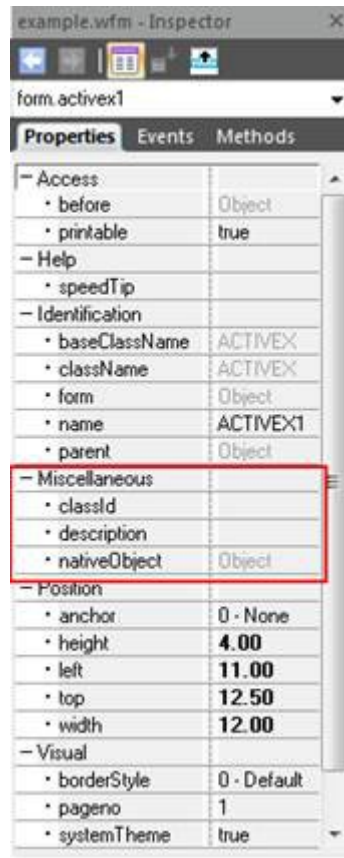 example.wfm - Inspector
form.activex1
Properties Events Methods
Access
before Object
printable true
Help
speedTip
Identification
baseClassName ACTIVEX
className ACTIVEX
form Object
name ACTIVEX1
parent Object
Miscellaneous
classId
description
nativeObject Object
Position
anchor 0 - None
height 4.00
left 11.00
top 12.50
width 12.00
Visual
borderStyle 0 - Default
pageno 1
systemTheme true